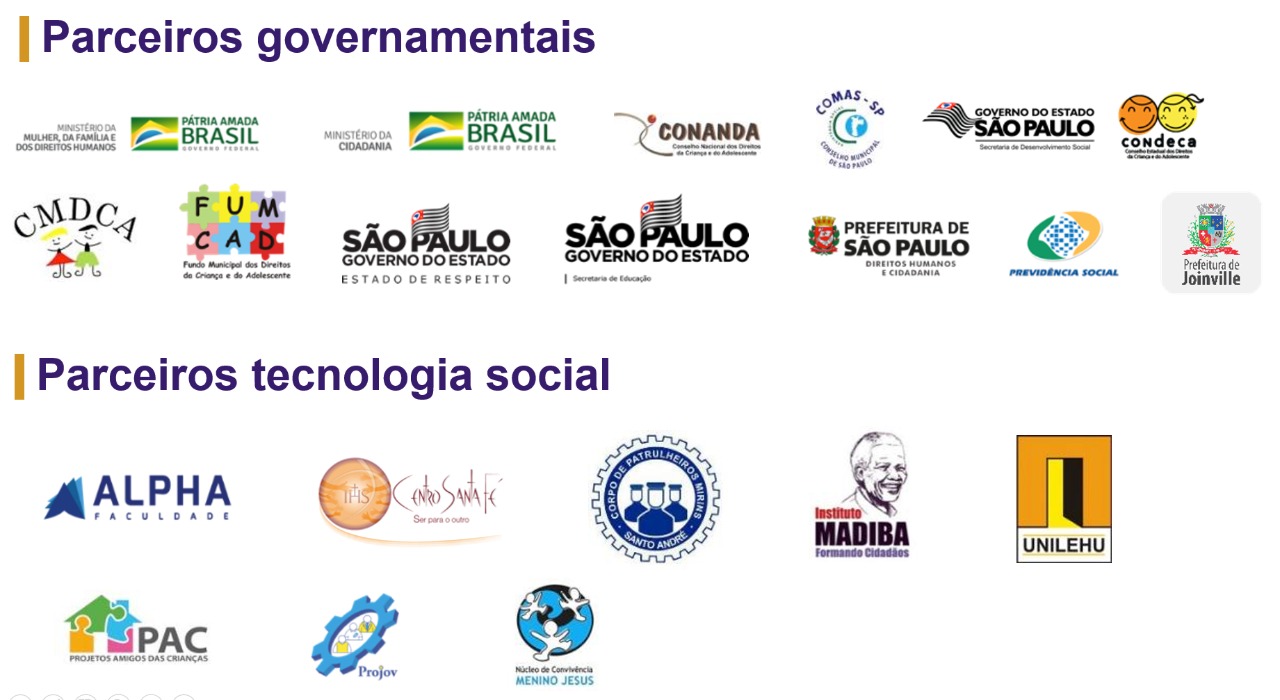 Parceiros governamentais
MINISTÉRIO DA
MULHER, DA FAMÍLIA E
DOS DIREITOS HUMANOS
PÁTRIA AMADA
BRASIL
GOVERNO FEDERAL
MINISTÉRIO DA
CIDADANIA
PÁTRIA AMADA
BRASIL
GOVERNO FEDERAL
CONANDA
Conselho Nacional dos Direitos
da Criança e do Adolescente
COMAS - SP
CONSELHO MUNICIPAL
DE SÃO PAULO
GOVERNO DO ESTADO
SÃO PAULO
Secretaria de Desenvolvimento Social
condeca
Conselho Estadual dos Direitos
da Criança e do Adolescente
CMDCA
FUM
CAD
Fundo Municipal dos Direitos
da Criança e do Adolescente
SÃO PAULO
GOVERNO DO ESTADO
ESTADO DE RESPEITO
SÃO PAULO
GOVERNO DO ESTADO
Secretaria de Educação
PREFEITURA DE
SÃO PAULO
DIREITOS HUMANOS
E CIDADANIA
PREVIDÊNCIA SOCIAL
Prefeitura de
Joinville
Parceiros tecnologia social
ALPHA
FACULDADE
IHS
CENTRO SANTA FÉ
Ser para o outro
CORPO DE PATRULHEIROS MIRINS
SANTO ANDRÉ
Instituto
MADIBA
Formando Cidadãos
UNILEHU
PAC
PROJETOS AMIGOS DAS CRIANÇAS
Projov
Núcleo de Convivência
MENINO JESUS